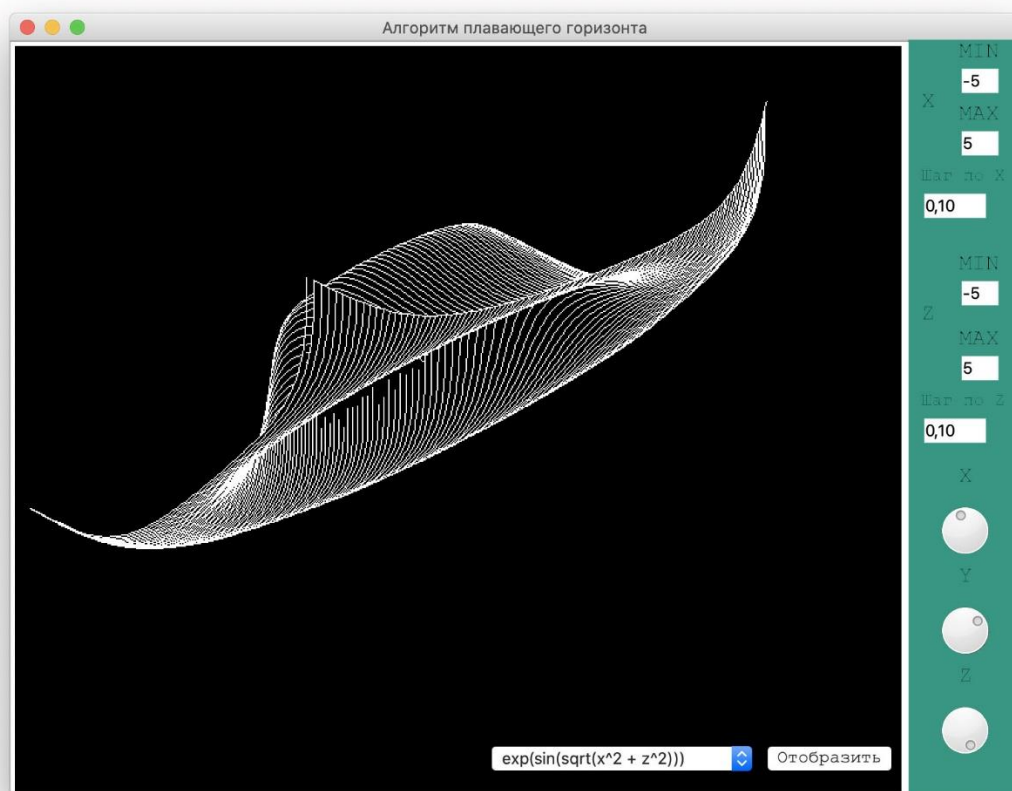 Алгоритм плавающего горизонта
MIN
-5
X
MAX
5
Шаг по X
0,10
MIN
-5
Z
MAX
5
Шаг по Z
0,10
X
Y
Z
exp(sin(sqrt(x^2 + z^2)))
Отобразить